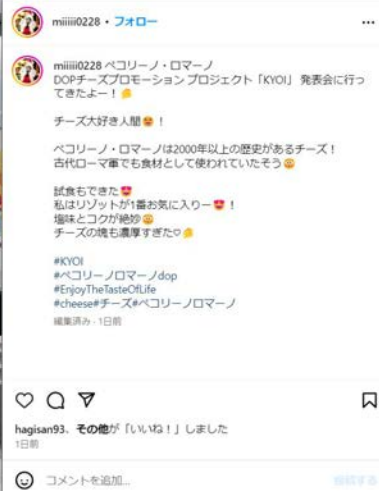 miiiii0228 • フォロー
miiiii0228 ペコリーノ・ロマーノ
DOPチーズプロモーション プロジェクト「KYOI」 発表会に行っ
てきたよー！
チーズ大好き人間 ！
ペコリーノ・ロマーノは2000年以上の歴史があるチーズ！
古代ローマ軍でも食材として使われていたそう
試食もできた
私はリゾットが1番お気に入りー ！
塩味とコクが絶妙
チーズの塊も濃厚すぎた♡
#KYOI
#ペコリーノロマーノdop
#EnjoyTheTasteOfLife
#cheese#チーズ#ペコリーノロマーノ
編集済み・1日前
hagisan93、その他が「いいね！」しました
1日前
コメントを追加...
投稿する